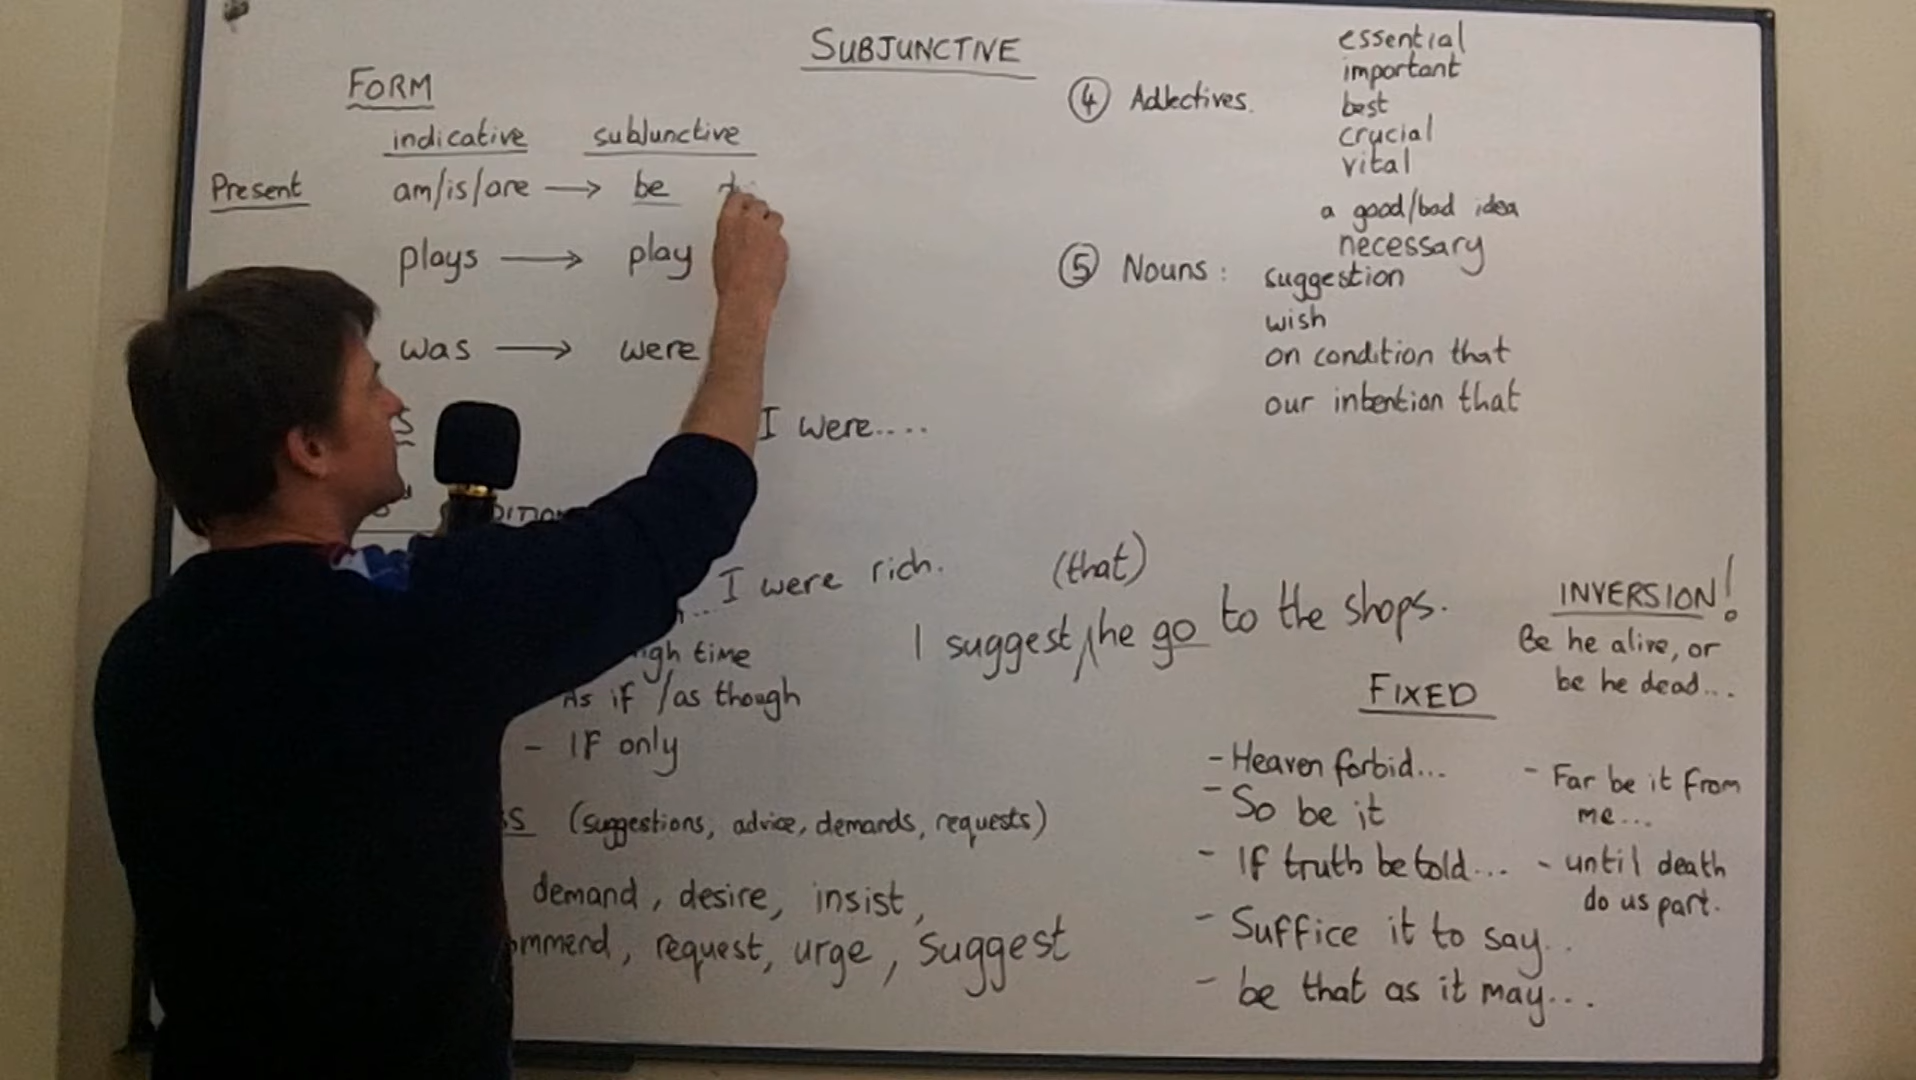 SUBJUNCTIVE
FORM
indicative subjunctive
Present am/is/are → be
plays → play
was → were
I were....
I were rich.
time
As if /as though
- IF only
(suggestions, advice, demands, requests)
demand, desire, insist,
request, urge, suggest
④ Adjectives.
essential
important
best
crucial
vital
a good/bad idea
necessary
⑤ Nouns:
suggestion
wish
on condition that
our intention that
(that)
I suggest he go to the shops.
INVERSION!
Be he alive, or
be he dead...
FIXED
- Heaven forbid...
- So be it
- IF truth be told...
- Suffice it to say...
- be that as it may...
- Far be it from
me...
- until death
do us part.